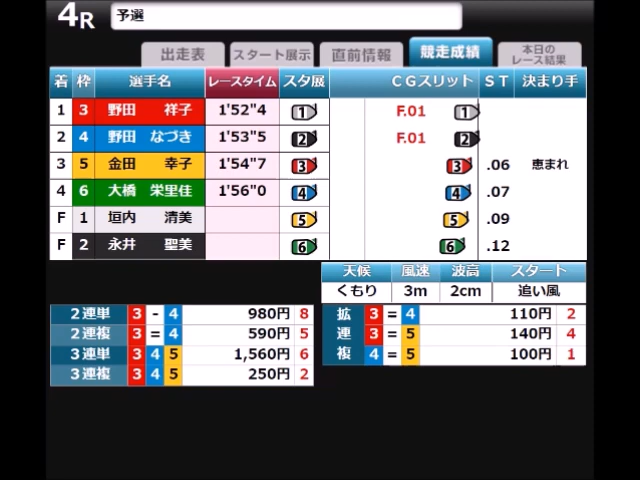 4R 予選
出走表 スタート展示 直前情報 競走成績 本日のレース結果
着 枠 選手名 レースタイム スタ展 CGスリット ST 決まり手
1 3 野田 祥子 1'52"4 1 F.01 1
2 4 野田 なづき 1'53"5 2 F.01 2
3 5 金田 幸子 1'54"7 3 3 .06 恵まれ
4 6 大橋 栄里佳 1'56"0 4 4 .07
F 1 垣内 清美 5 5 .09
F 2 永井 聖美 6 6 .12
天候 風速 波高 スタート
くもり 3m 2cm 追い風
2連単 3 - 4 980円 8
2連複 3 = 4 590円 5
3連単 3 4 5 1,560円 6
3連複 3 4 5 250円 2
拡 3 = 4 110円 2
連 3 = 5 140円 4
複 4 = 5 100円 1